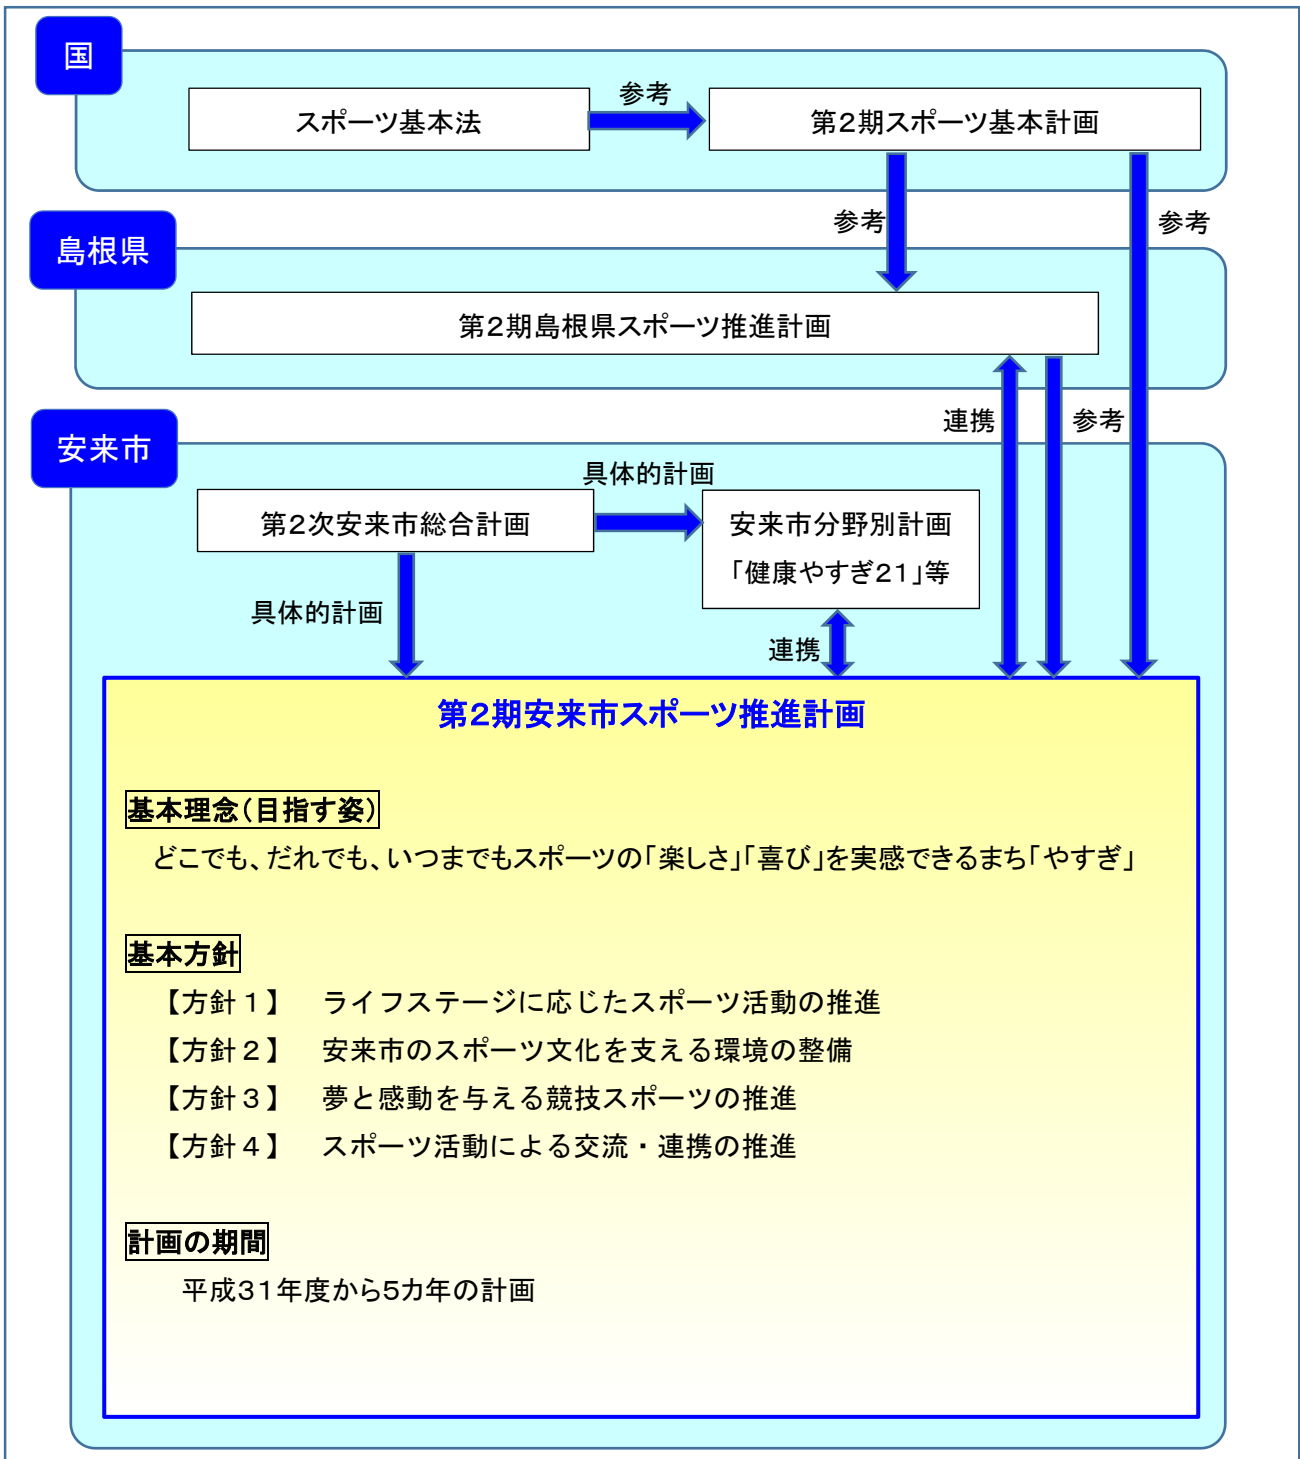 国
スポーツ基本法
参考
第2期スポーツ基本計画
参考
参考
島根県
第2期島根県スポーツ推進計画
連携
参考
安来市
具体的計画
第2次安来市総合計画
安来市分野別計画
「健康やすぎ21」等
具体的計画
連携
第2期安来市スポーツ推進計画
基本理念(目指す姿)
どこでも、だれでも、いつまでもスポーツの「楽しさ」「喜び」を実感できるまち「やすぎ」
基本方針
【方針1】 ライフステージに応じたスポーツ活動の推進
【方針2】 安来市のスポーツ文化を支える環境の整備
【方針3】 夢と感動を与える競技スポーツの推進
【方針4】 スポーツ活動による交流・連携の推進
計画の期間
平成31年度から5カ年の計画